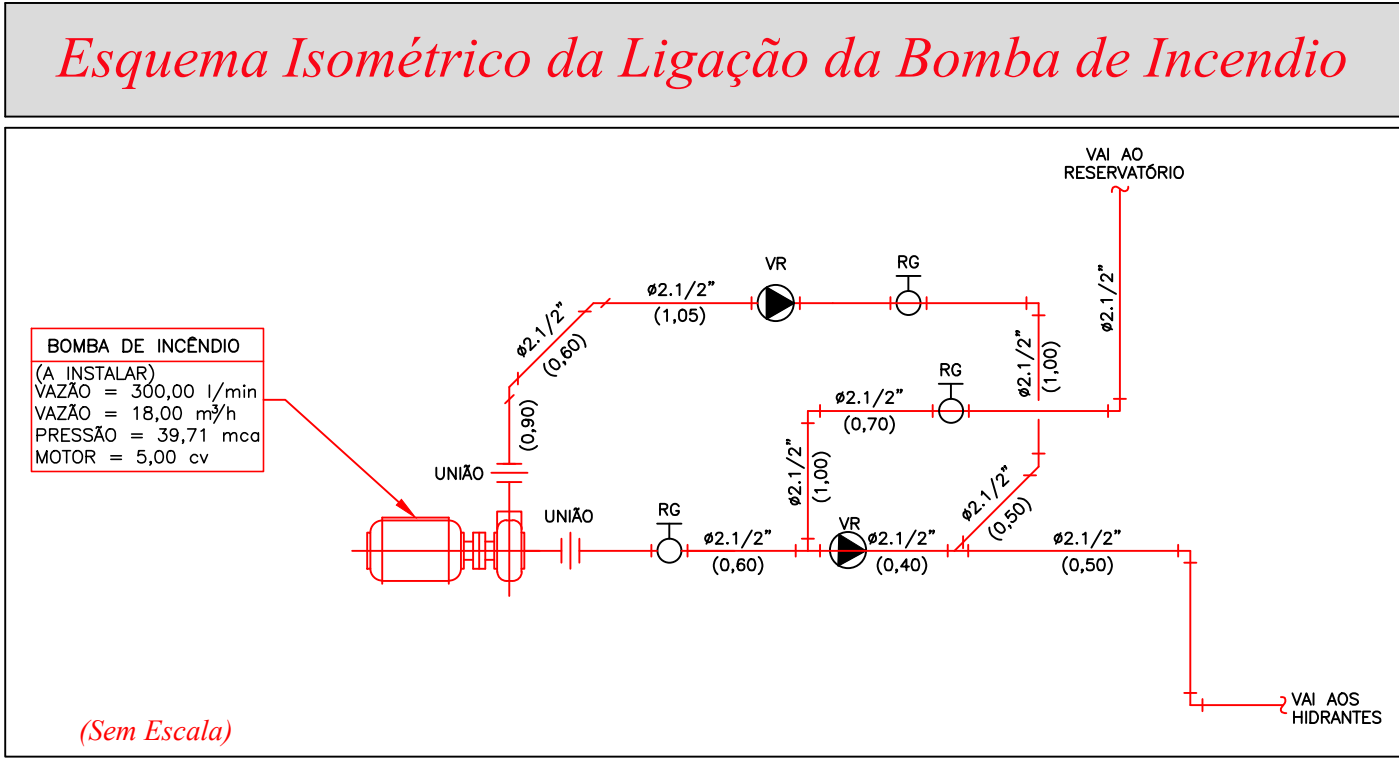 Esquema Isométrico da Ligação da Bomba de Incendio
VAI AO
RESERVATÓRIO
VR
RG
ø2.1/2"
(1,05)
ø2.1/2"
(0,60)
ø2.1/2"
ø2.1/2"
(1,00)
BOMBA DE INCÊNDIO
(A INSTALAR)
VAZÃO = 300,00 l/min
VAZÃO = 18,00 m³/h
PRESSÃO = 39,71 mca
MOTOR = 5,00 cv
RG
ø2.1/2"
(0,70)
(0,90)
UNIÃO
ø2.1/2"
(1,00)
ø2.1/2"
(0,50)
UNIÃO
RG
VR
ø2.1/2"
(0,60)
ø2.1/2"
(0,40)
ø2.1/2"
(0,50)
VAI AOS
HIDRANTES
(Sem Escala)